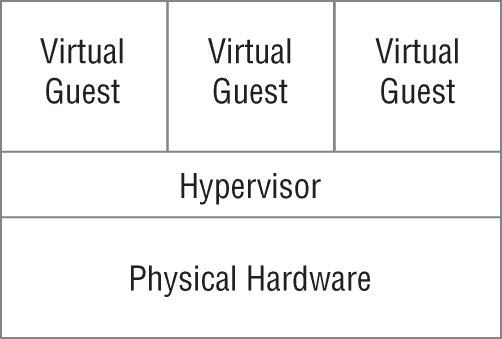 Virtual
Guest
Virtual
Guest
Virtual
Guest
Hypervisor
Physical Hardware